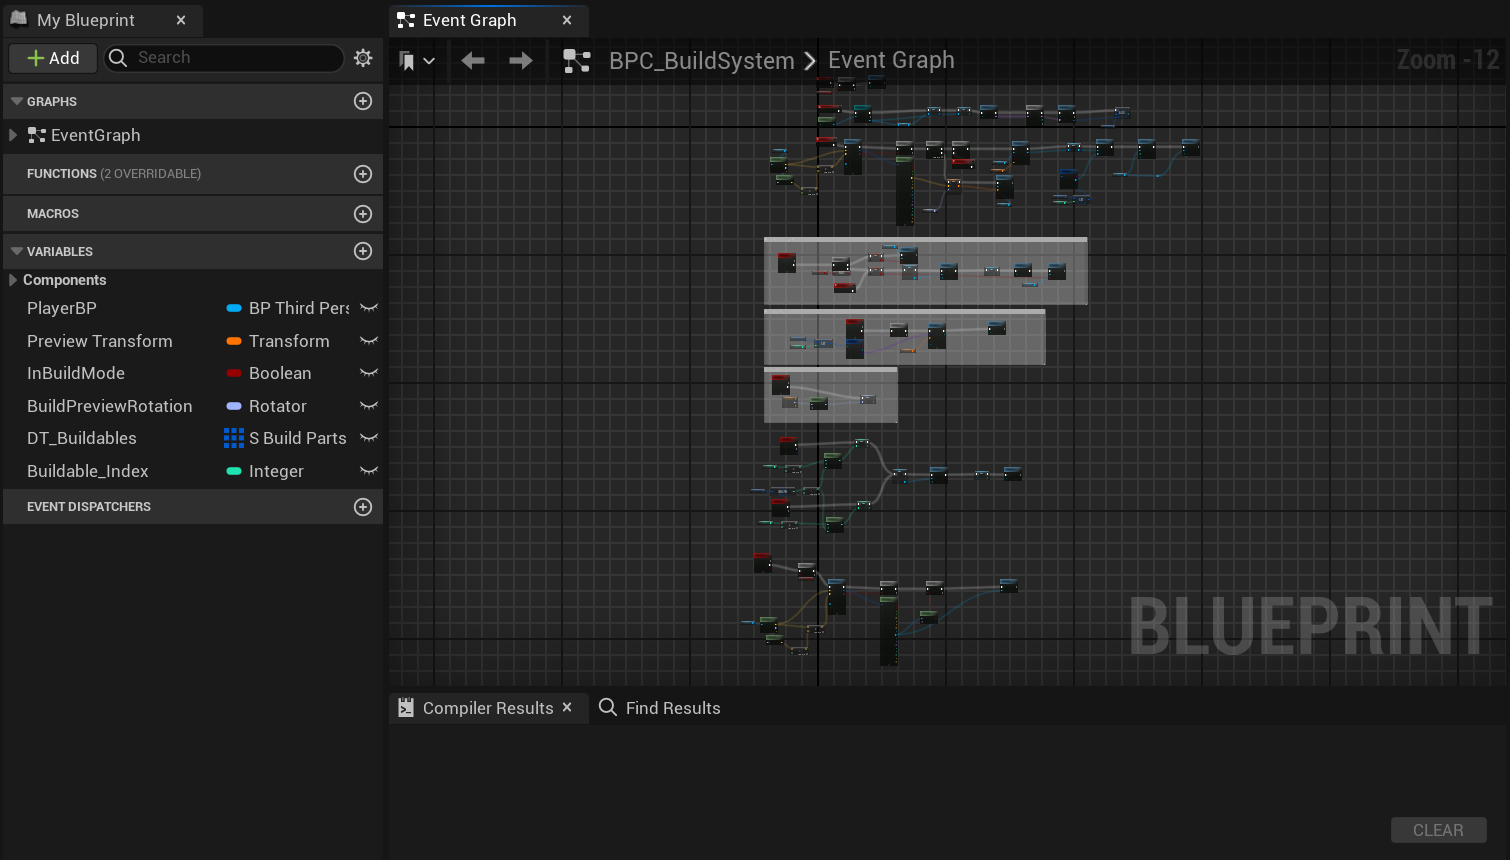 My Blueprint
Add
Search
GRAPHS
EventGraph
FUNCTIONS (2 OVERRIDABLE)
MACROS
VARIABLES
Components
PlayerBP BP Third Pers
Preview Transform Transform
InBuildMode Boolean
BuildPreviewRotation Rotator
DT_Buildables S Build Parts
Buildable_Index Integer
EVENT DISPATCHERS
Event Graph
BPC_BuildSystem > Event Graph
Zoom -12
BLUEPRINT
Compiler Results
Find Results
CLEAR